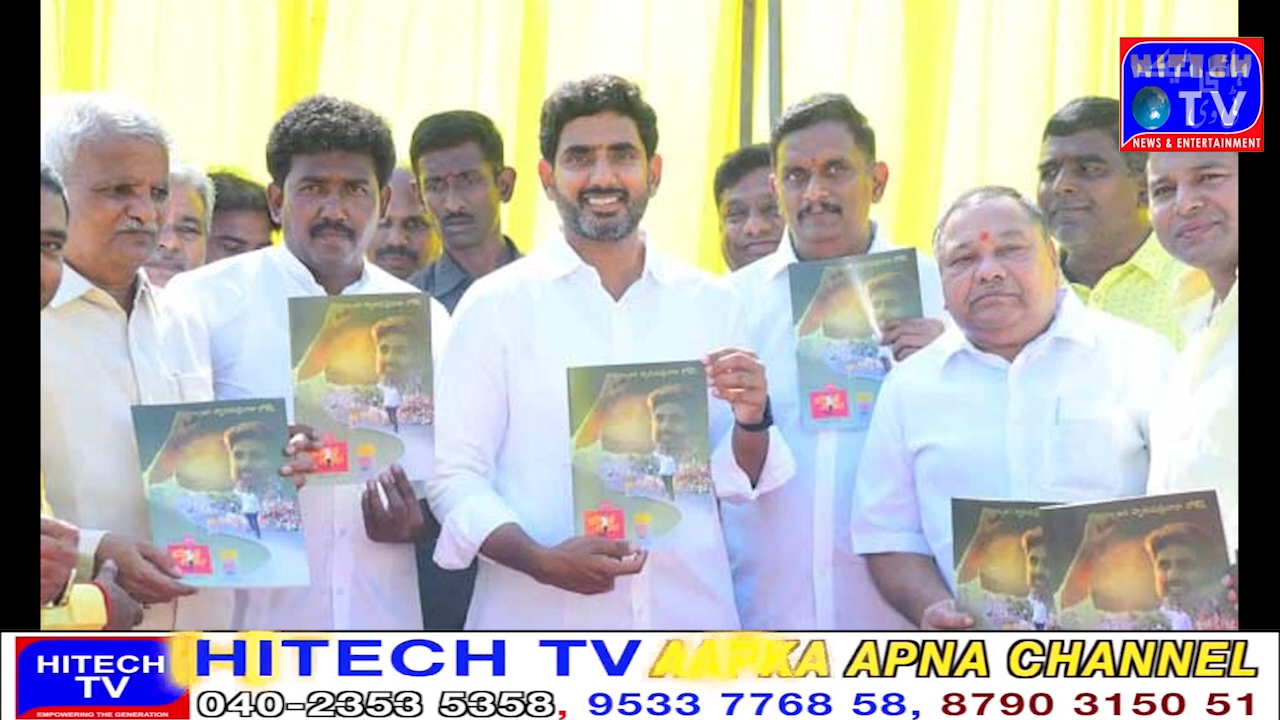 HITECH
TV
NEWS & ENTERTAINMENT
HITECH
TV
EMPOWERING THE GENERATION
HITECH TV AAPKA APNA CHANNEL
040-2353 5358, 9533 7768 58, 8790 3150 51